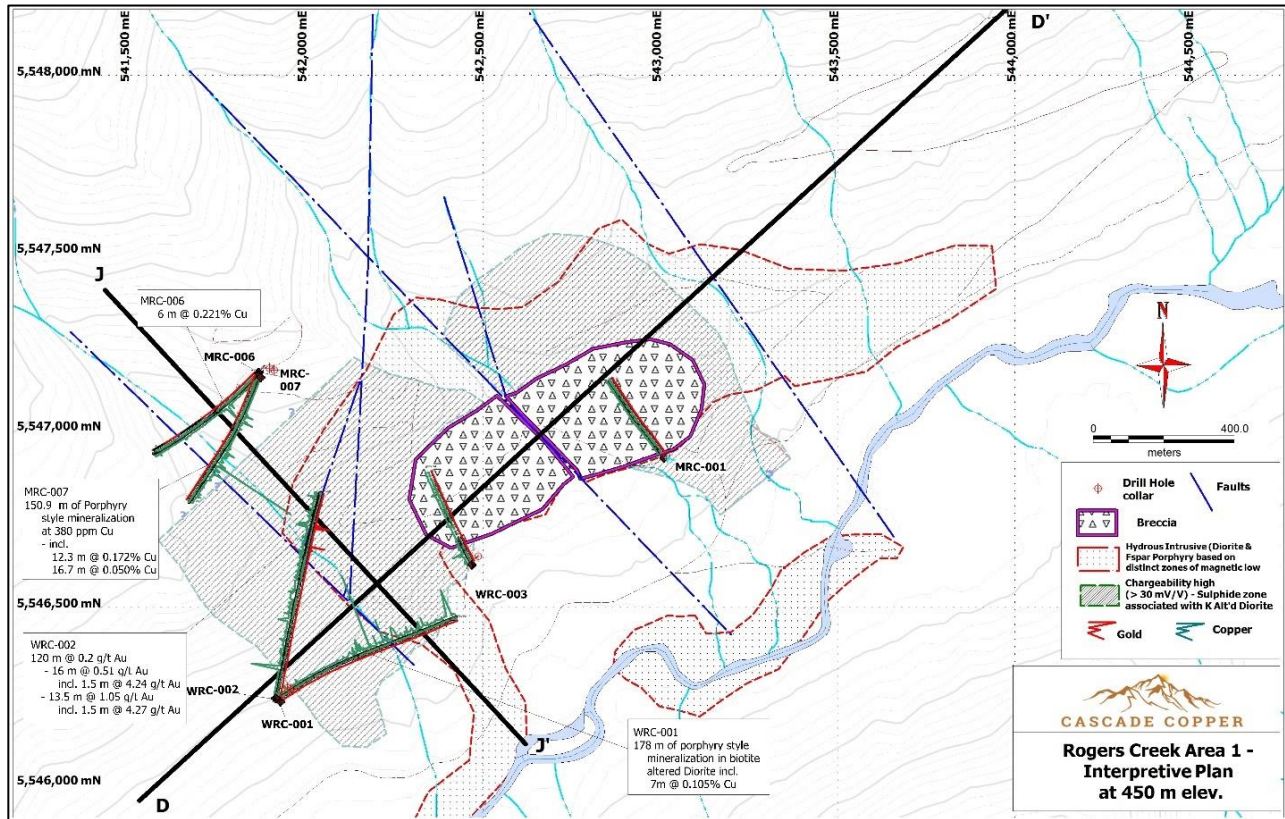 541,500 mE
542,000 mE
542,500 mE
543,000 mE
543,500 mE
544,000 mE
544,500 mE
D'
5,548,000 mN
5,547,500 mN
J
MRC-006
6 m @ 0.221% Cu
MRC-006
MRC-
007
N
5,547,000 mN
MRC-001
0 400.0
meters
MRC-007
150.9 m of Porphyry
style mineralization
at 380 ppm Cu
- incl.
12.3 m @ 0.172% Cu
16.7 m @ 0.050% Cu
Drill Hole
collar
Faults
Breccia
Hydrous Intrusive (Diorite &
Fspar Porphyry based on
distinct zones of magnetic low
Chargeability high
(> 30 mV/V) - Sulphide zone
associated with K Alt'd Diorite
Gold
Copper
WRC-003
5,546,500 mN
WRC-002
120 m @ 0.2 g/t Au
- 16 m @ 0.51 g/t Au
incl. 1.5 m @ 4.24 g/t Au
- 13.5 m @ 1.05 g/t Au
incl. 1.5 m @ 4.27 g/t Au
WRC-002
WRC-001
J'
WRC-001
178 m of porphyry style
mineralization in biotite
altered Diorite incl.
7m @ 0.105% Cu
5,546,000 mN
D
CASCADE COPPER
Rogers Creek Area 1 -
Interpretive Plan
at 450 m elev.